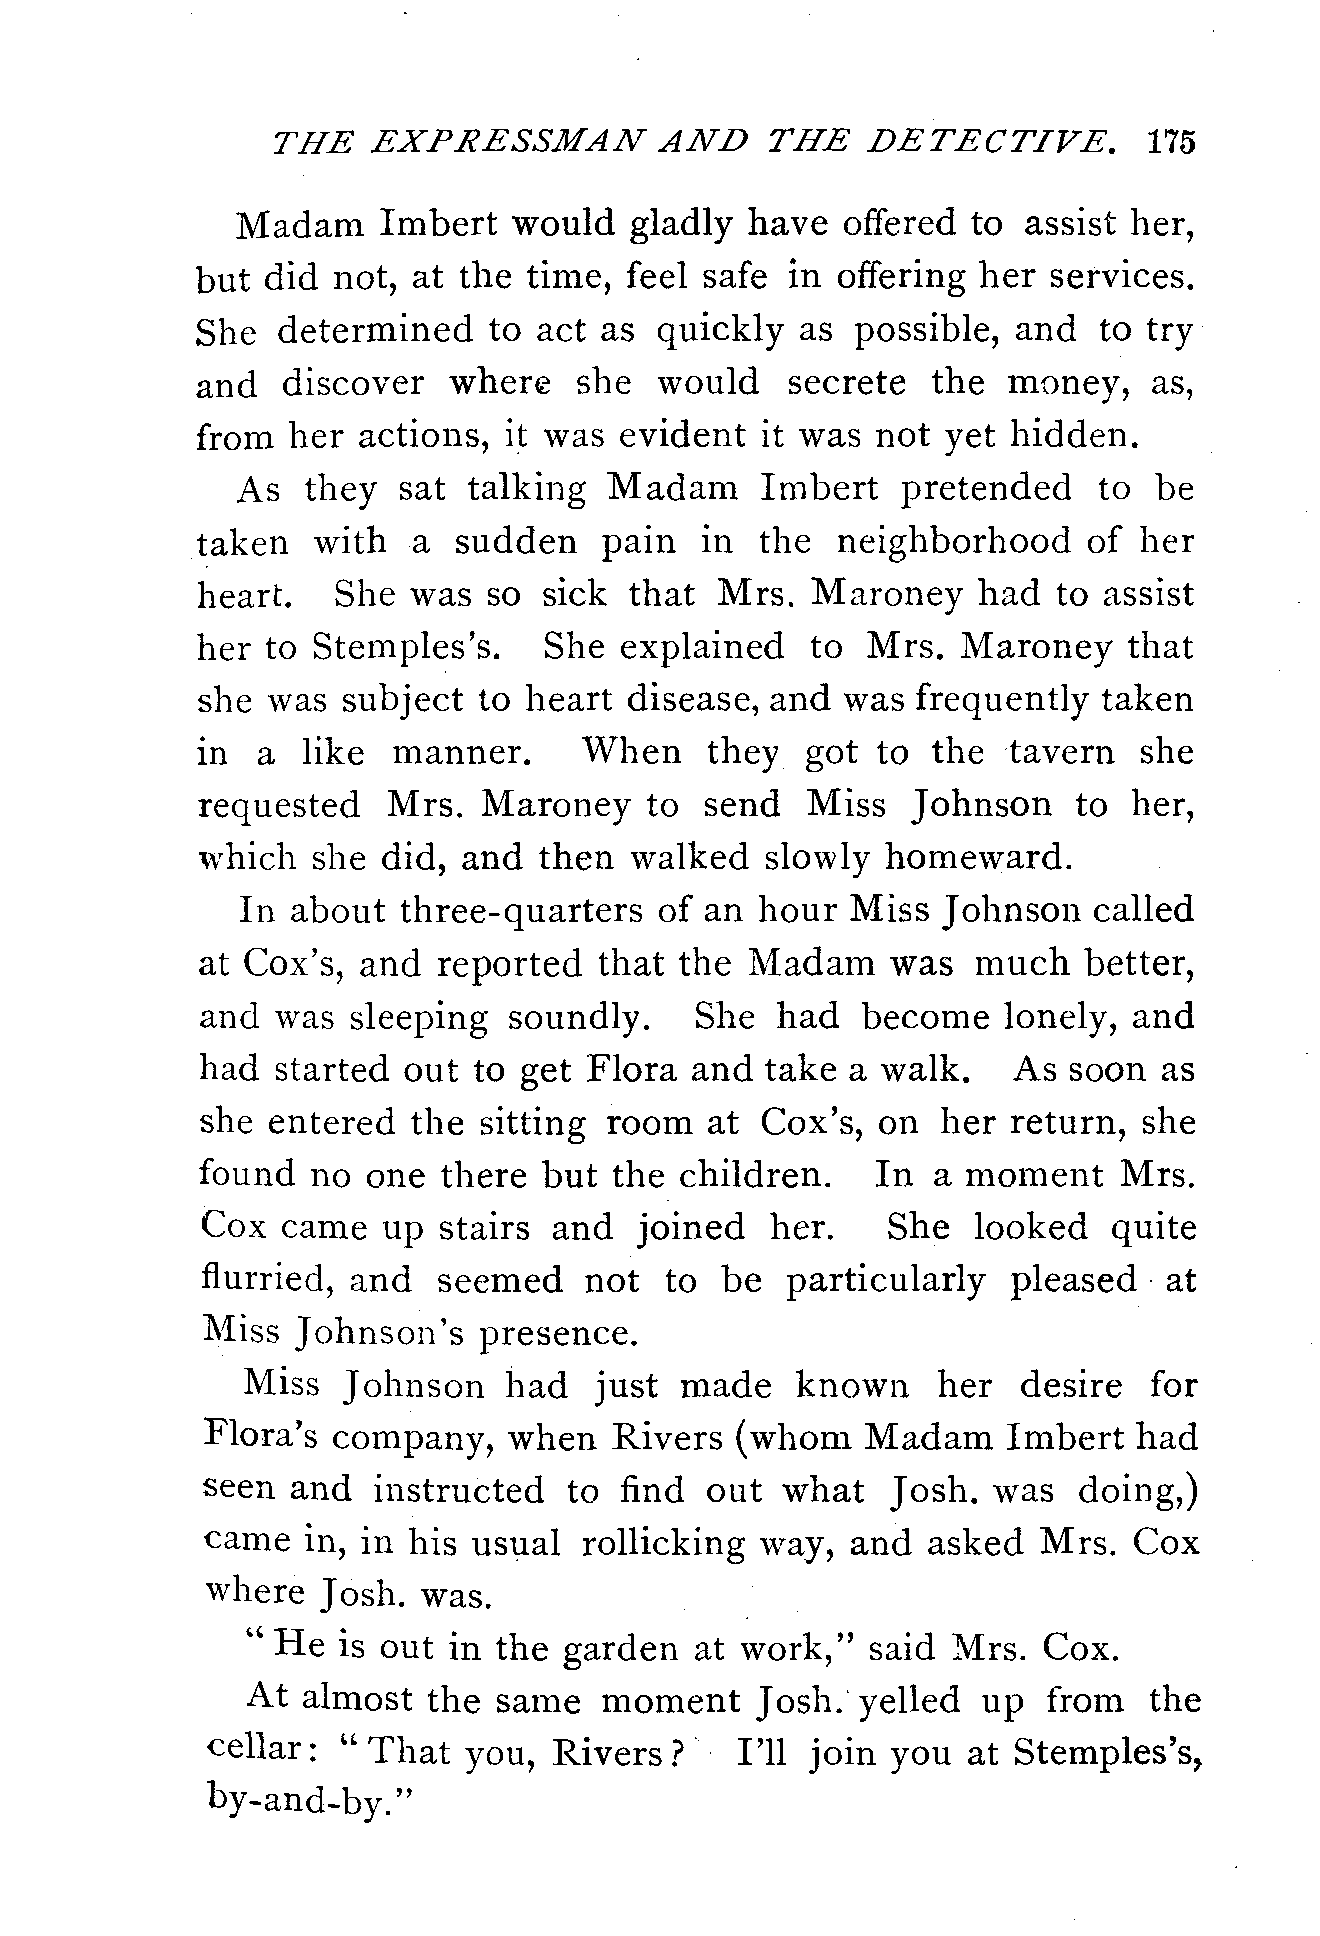 THE EXPRESSMAN AND THE DETECTIVE. 175
Madam Imbert would gladly have offered to assist her,
but did not, at the time, feel safe in offering her services.
She determined to act as quickly as possible, and to try
and discover where she would secrete the money, as,
from her actions, it was evident it was not yet hidden.
As they sat talking Madam Imbert pretended to be
taken with a sudden pain in the neighborhood of her
heart. She was so sick that Mrs. Maroney had to assist
her to Stemples's. She explained to Mrs. Maroney that
she was subject to heart disease, and was frequently taken
in a like manner. When they got to the tavern she
requested Mrs. Maroney to send Miss Johnson to her,
which she did, and then walked slowly homeward.
In about three-quarters of an hour Miss Johnson called
at Cox's, and reported that the Madam was much better,
and was sleeping soundly. She had become lonely, and
had started out to get Flora and take a walk. As soon as
she entered the sitting room at Cox's, on her return, she
found no one there but the children. In a moment Mrs.
Cox came up stairs and joined her. She looked quite
flurried, and seemed not to be particularly pleased at
Miss Johnson's presence.
Miss Johnson had just made known her desire for
Flora's company, when Rivers (whom Madam Imbert had
seen and instructed to find out what Josh. was doing,)
came in, in his usual rollicking way, and asked Mrs. Cox
where Josh. was.
"He is out in the garden at work," said Mrs. Cox.
At almost the same moment Josh. yelled up from the
cellar: "That you, Rivers? I'll join you at Stemples's,
by-and-by."